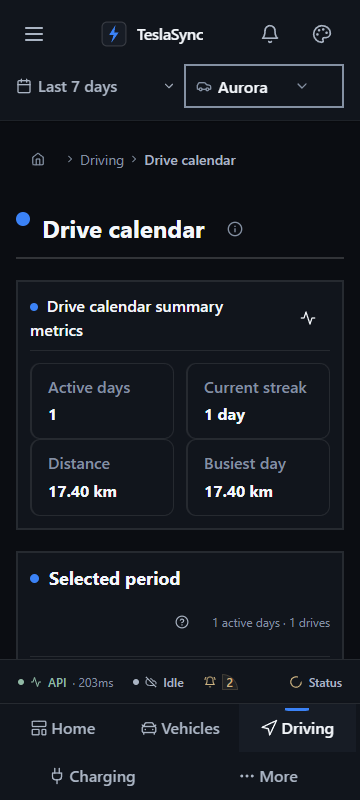 TeslaSync
Last 7 days
Aurora
Driving
Drive calendar
Drive calendar
Drive calendar summary
metrics
Active days
1
Current streak
1 day
Distance
17.40 km
Busiest day
17.40 km
Selected period
1 active days · 1 drives
API · 203ms
Idle
2
Status
Home
Vehicles
Driving
Charging
More